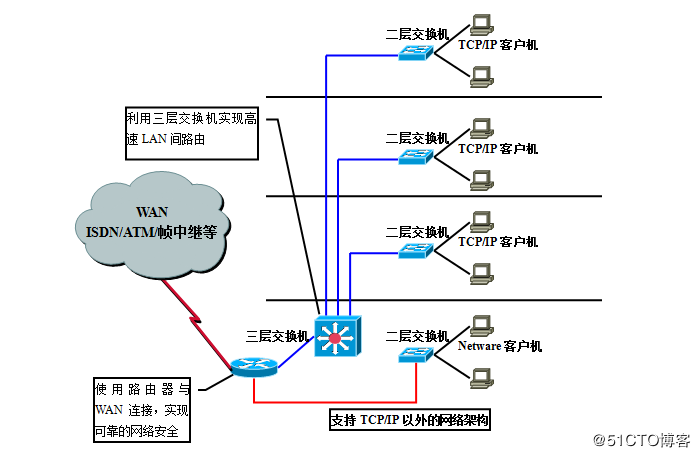 二层交换机
TCP/IP 客户机
利用三层交换机实现高
速 LAN 间路由
二层交换机
TCP/IP 客户机
WAN
ISDN/ATM/帧中继等
二层交换机
TCP/IP 客户机
三层交换机
二层交换机
Netware 客户机
使用路由器与
WAN 连接，实现
可靠的网络安全
支持 TCP/IP 以外的网络架构
@51CTO博客